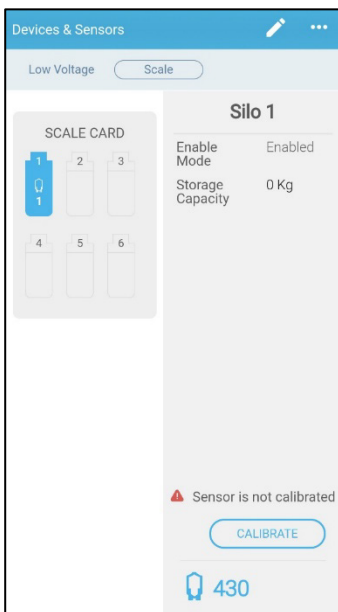 Devices & Sensors
Low Voltage
Scale
SCALE CARD
1
2
3
1
4
5
6
Silo 1
Enable Mode
Enabled
Storage Capacity
0 Kg
Sensor is not calibrated
CALIBRATE
430